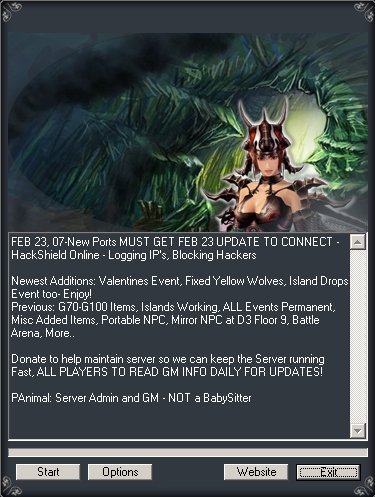 FEB 23, 07-New Ports MUST GET FEB 23 UPDATE TO CONNECT -
HackShield Online - Logging IP's, Blocking Hackers
Newest Additions: Valentines Event, Fixed Yellow Wolves, Island Drops
Event too- Enjoy!
Previous: G70-G100 Items, Islands Working, ALL Events Permanent,
Misc Added Items, Portable NPC, Mirror NPC at D3 Floor 9, Battle
Arena, More..
Donate to help maintain server so we can keep the Server running
Fast, ALL PLAYERS TO READ GM INFO DAILY FOR UPDATES!
PAnimal: Server Admin and GM - NOT a BabySitter
Start Options Website Exit